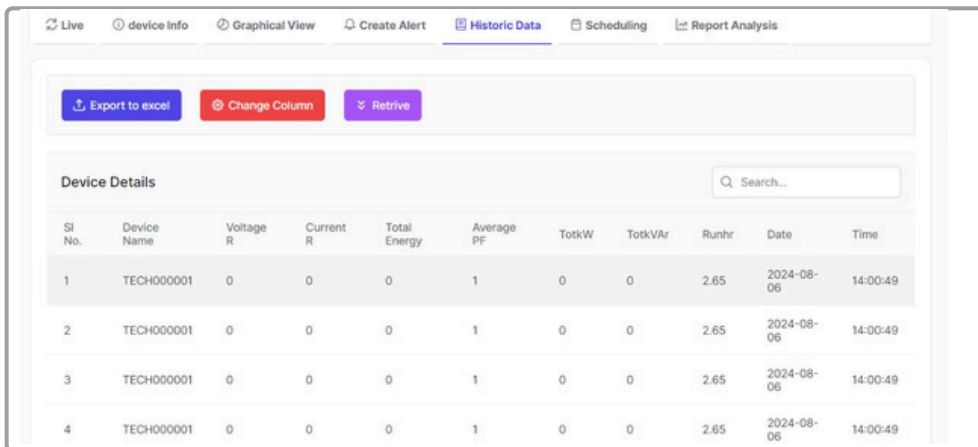 Live device Info Graphical View Create Alert Historic Data Scheduling Report Analysis
Export to excel Change Column Retrive
Device Details Search...
Sl No. Device Name Voltage R Current R Total Energy Average PF TotkW TotkVAr Runhr Date Time
1 TECH000001 0 0 0 1 0 0 2.65 2024-08-06 14:00:49
2 TECH000001 0 0 0 1 0 0 2.65 2024-08-06 14:00:49
3 TECH000001 0 0 0 1 0 0 2.65 2024-08-06 14:00:49
4 TECH000001 0 0 0 1 0 0 2.65 2024-08-06 14:00:49